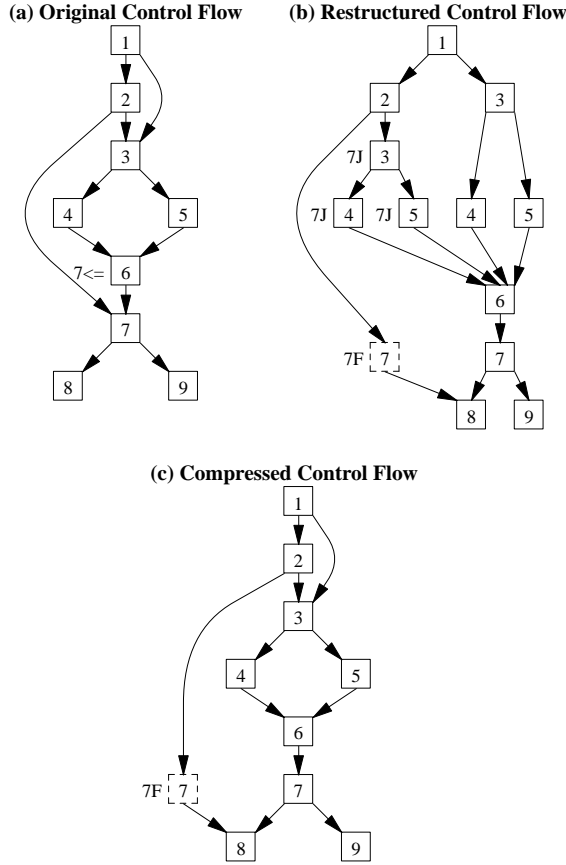 (a) Original Control Flow
1
2
3
4 5
7<= 6
7
8 9
(b) Restructured Control Flow
1
2 3
7J 3
7J 4 7J 5 4 5
6
7F 7 7
8 9
(c) Compressed Control Flow
1
2
3
4 5
6
7F 7 7
8 9